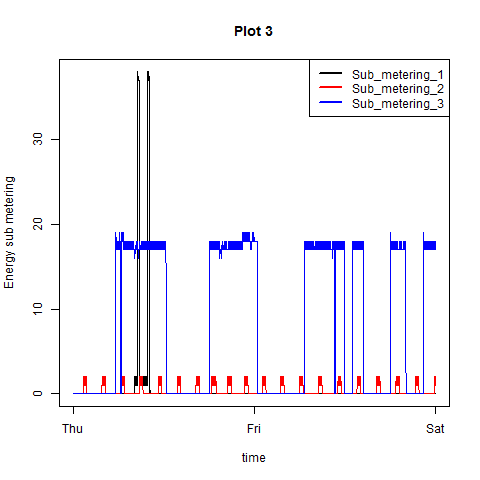 Plot 3
Sub_metering_1
Sub_metering_2
Sub_metering_3
Energy sub metering
30
20
10
0
Thu
Fri
Sat
time